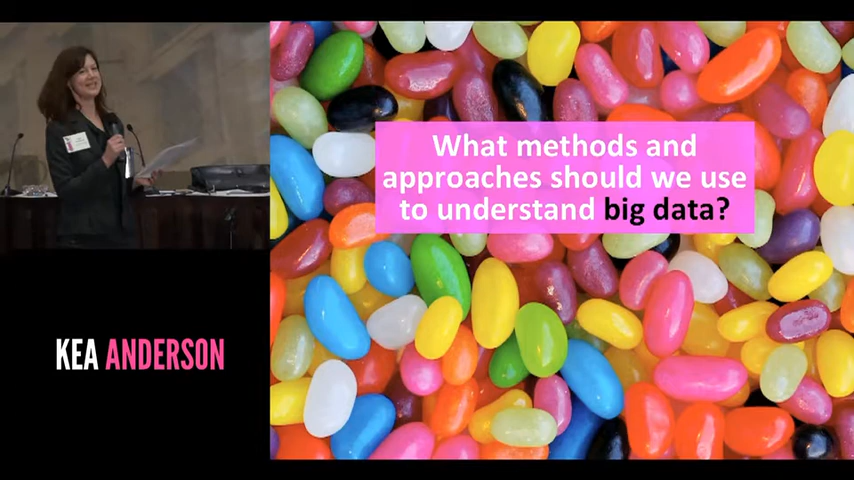 What methods and
approaches should we use
to understand big data?
KEA ANDERSON